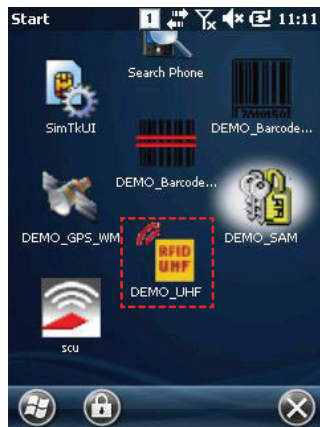 Start 1 11:11
Search Phone
SimTkUI
DEMO_Barcode...
DEMO_Barcode...
DEMO_GPS_WM
RFID
UHF
DEMO_SAM
DEMO_UHF
scu